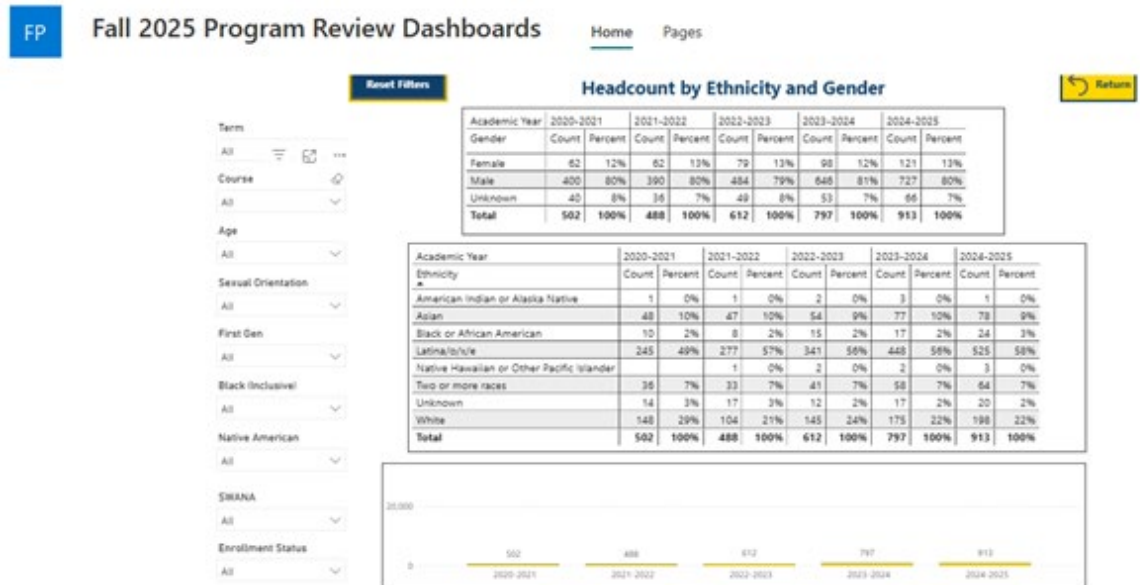 FP Fall 2025 Program Review Dashboards Home Pages
Reset Filters Headcount by Ethnicity and Gender Return
Term
All
Course
All
Age
All
Sexual Orientation
All
First Gen
All
Black (Inclusive)
All
Native American
All
SWANA
All
Enrollment Status
All
Academic Year 2020-2021 2021-2022 2022-2023 2023-2024 2024-2025
Gender Count Percent Count Percent Count Percent Count Percent Count Percent
Female 62 12% 62 13% 79 13% 98 12% 121 13%
Male 400 80% 390 80% 484 79% 646 81% 727 80%
Unknown 40 8% 36 7% 49 8% 53 7% 66 7%
Total 502 100% 488 100% 612 100% 797 100% 913 100%
Academic Year 2020-2021 2021-2022 2022-2023 2023-2024 2024-2025
Ethnicity Count Percent Count Percent Count Percent Count Percent Count Percent
American Indian or Alaska Native 1 0% 1 0% 2 0% 3 0% 1 0%
Asian 48 10% 47 10% 54 9% 77 10% 78 9%
Black or African American 10 2% 8 2% 15 2% 17 2% 24 3%
Latina/o/x/e 245 49% 277 57% 341 56% 448 56% 525 58%
Native Hawaiian or Other Pacific Islander 1 0% 2 0% 2 0% 3 0%
Two or more races 36 7% 33 7% 41 7% 58 7% 64 7%
Unknown 14 3% 17 3% 12 2% 17 2% 20 2%
White 148 29% 104 21% 145 24% 175 22% 198 22%
Total 502 100% 488 100% 612 100% 797 100% 913 100%
20,000
0
502 488 612 797 913
2020-2021 2021-2022 2022-2023 2023-2024 2024-2025